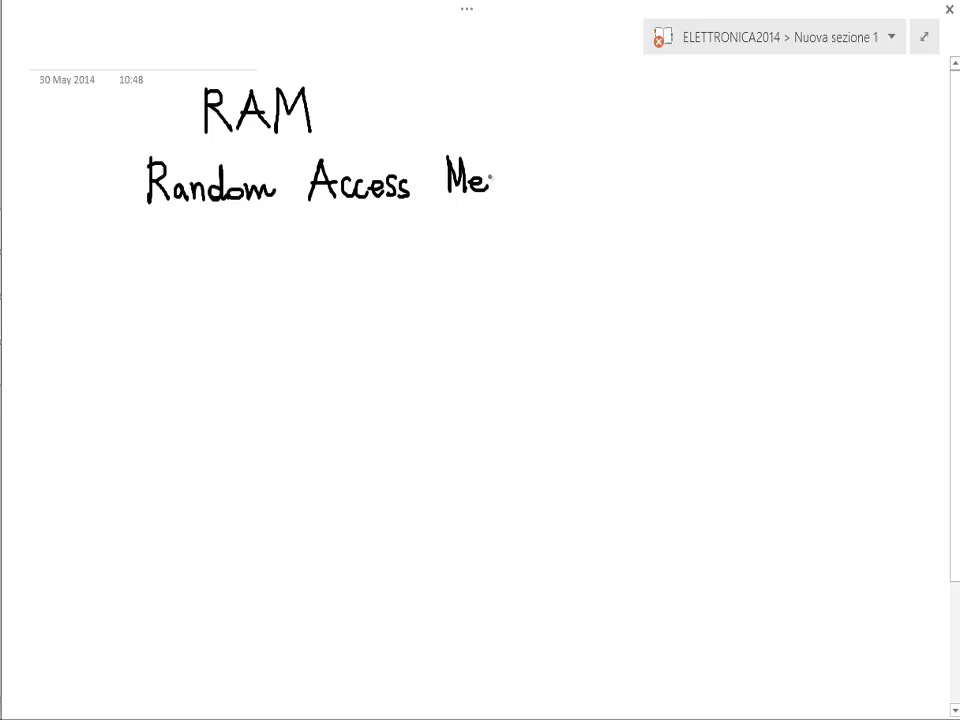 ELETTRONICA2014 > Nuova sezione 1
30 May 2014 10:48
RAM
Random Access Me